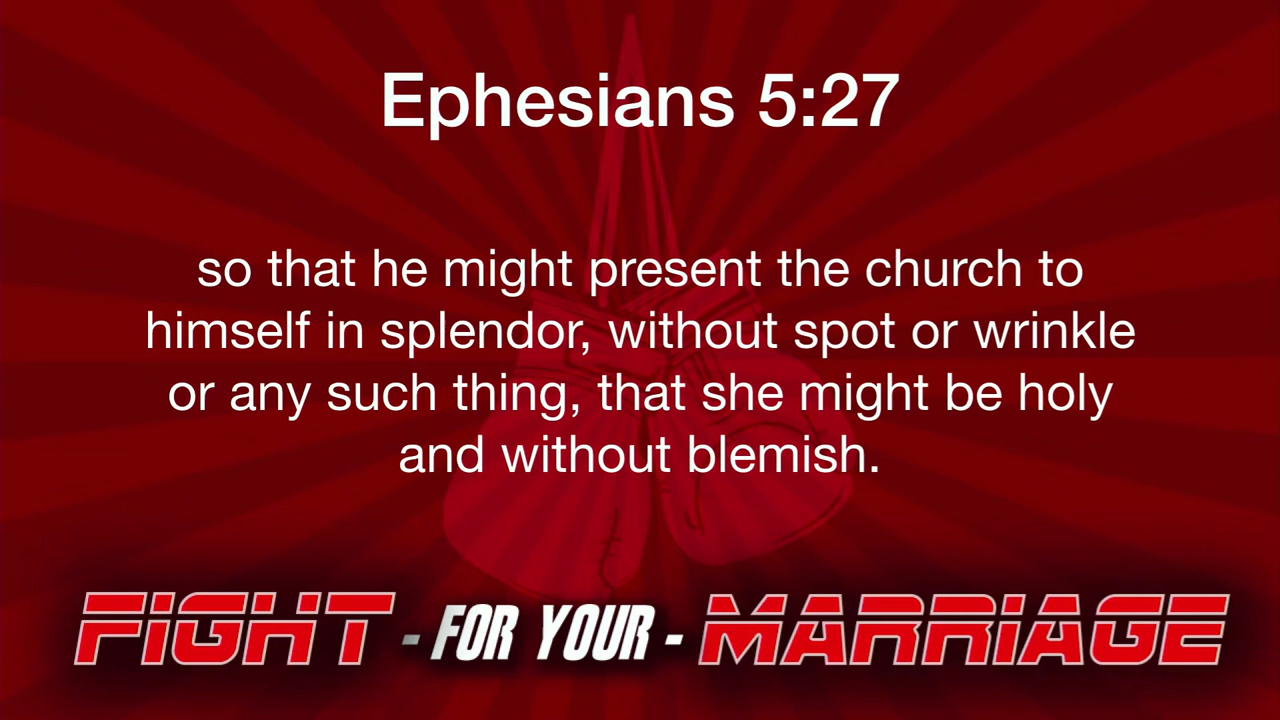 Ephesians 5:27
so that he might present the church to
himself in splendor, without spot or wrinkle
or any such thing, that she might be holy
and without blemish.
FIGHT - FOR YOUR - MARRIAGE